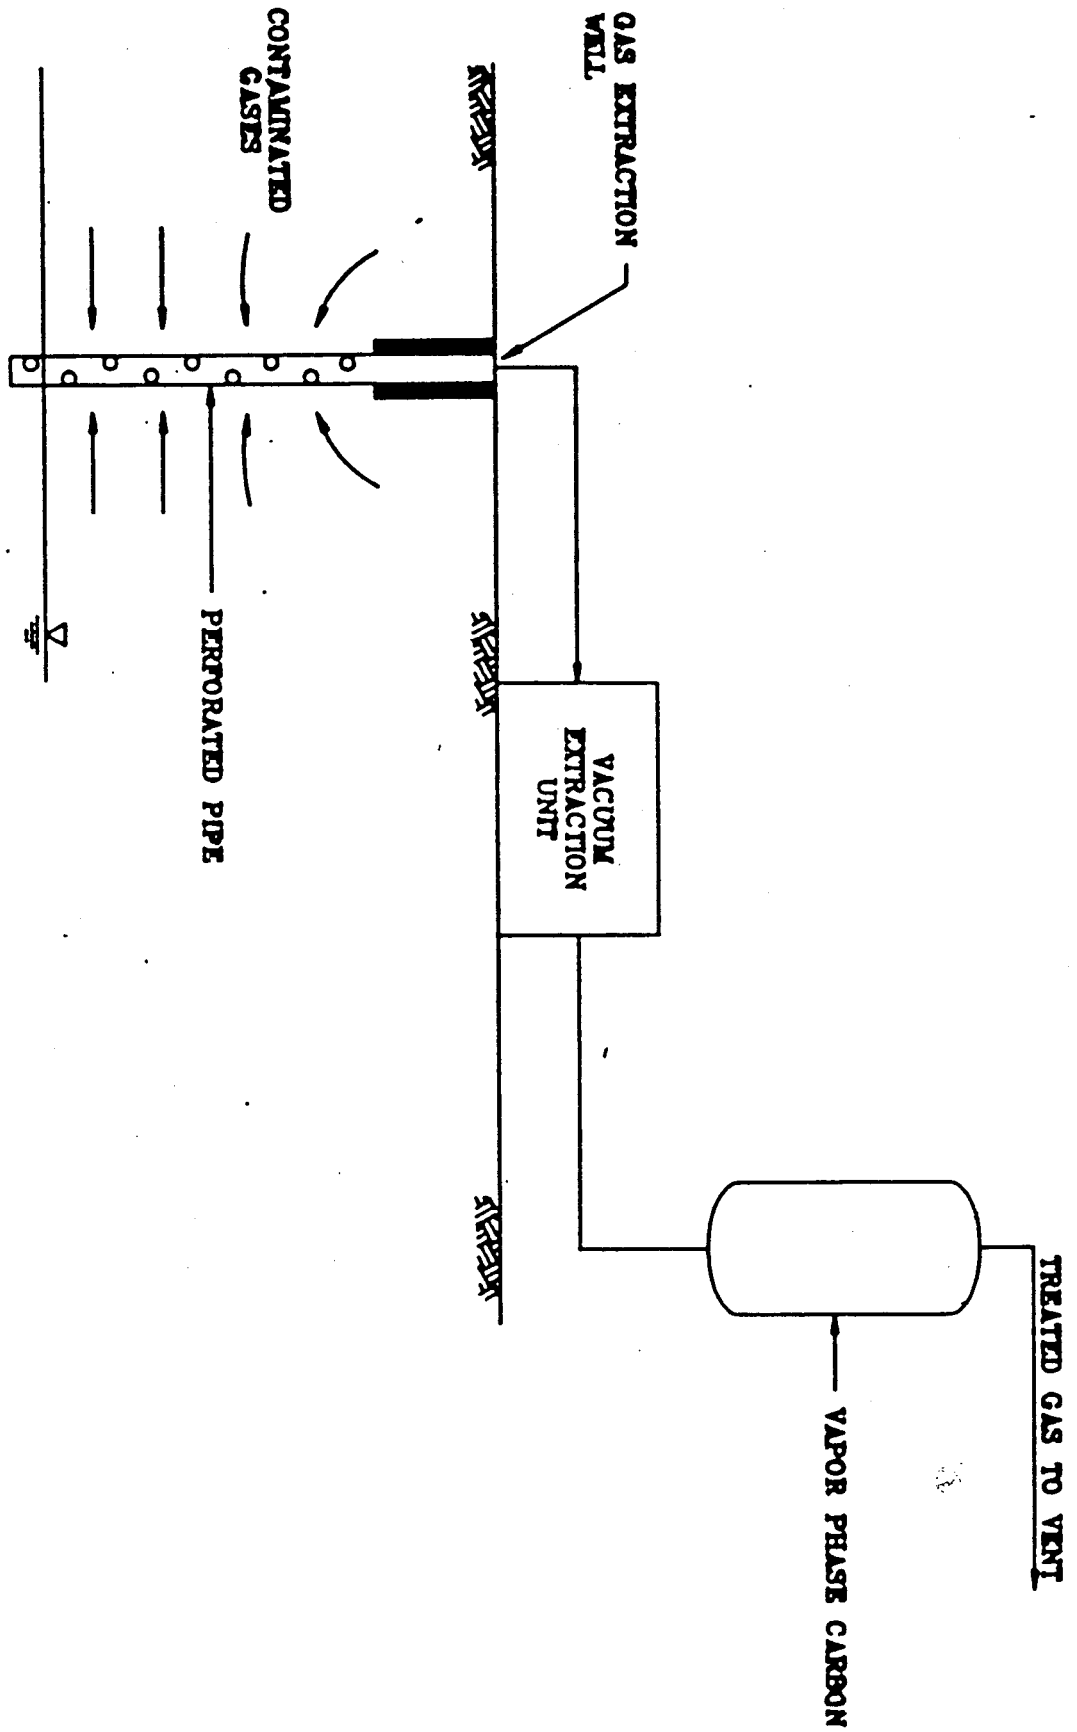 TREATED GAS TO VENT
VAPOR PHASE CARBON
GAS EXTRACTION
WELL
VACUUM
EXTRACTION
UNIT
CONTAMINATED
GASES
PERFORATED PIPE